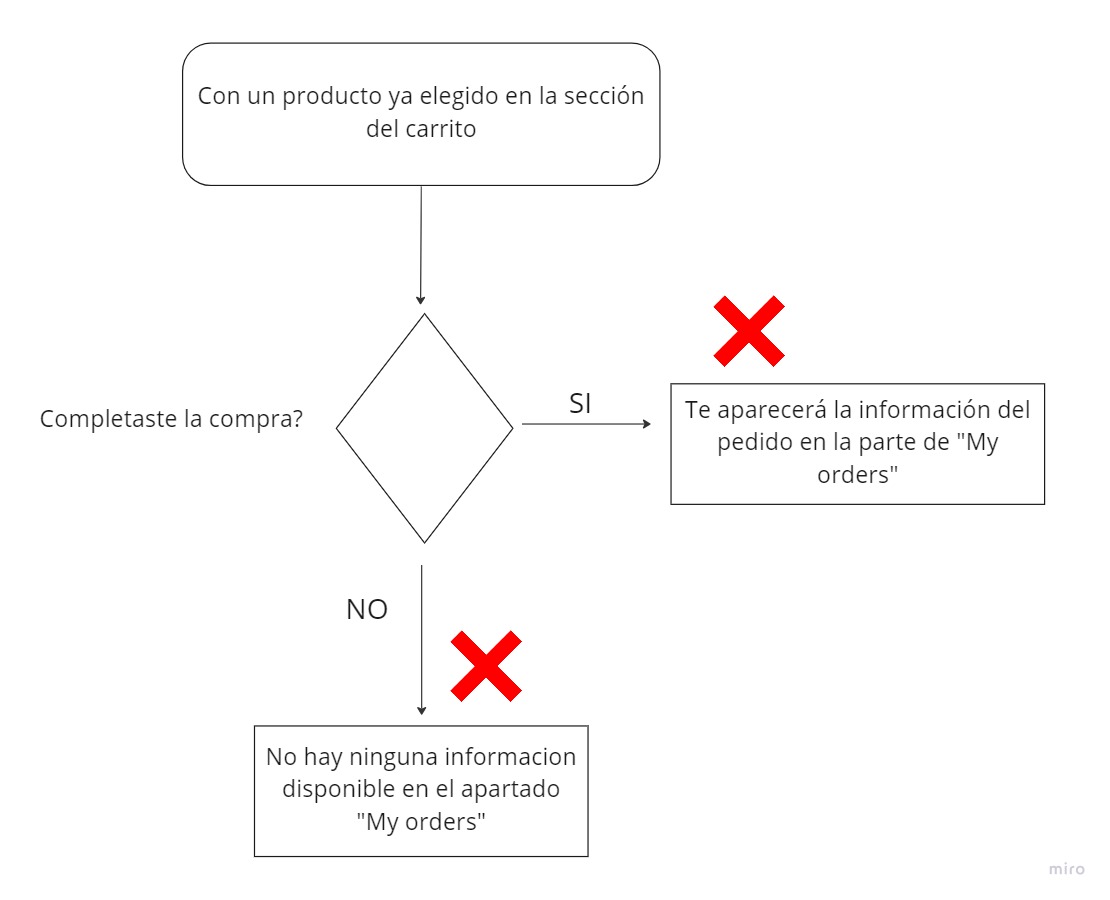 Con un producto ya elegido en la sección
del carrito
Completaste la compra?
SI
Te aparecerá la información del
pedido en la parte de "My
orders"
NO
No hay ninguna informacion
disponible en el apartado
"My orders"
miro